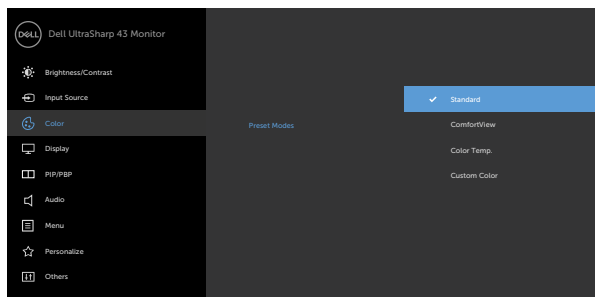 DELL
Dell UltraSharp 43 Monitor
Brightness/Contrast
Input Source
Standard
Color
Preset Modes
ComfortView
Display
Color Temp.
PIP/PBP
Custom Color
Audio
Menu
Personalize
Others